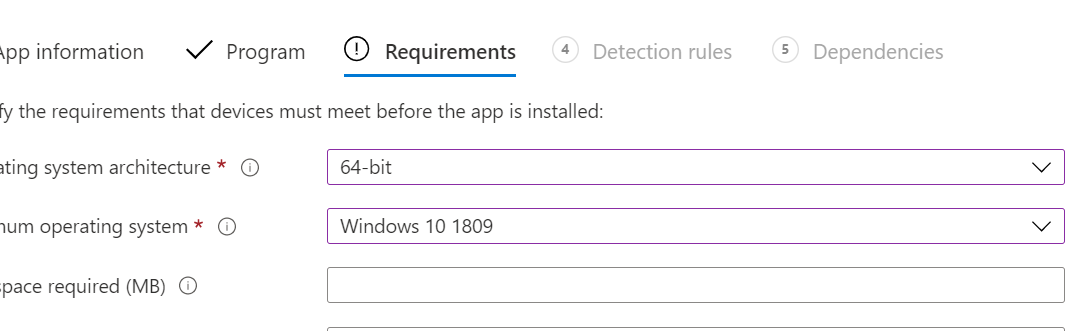 App information Program ! Requirements 4 Detection rules 5 Dependencies
fy the requirements that devices must meet before the app is installed:
ating system architecture * i 64-bit
num operating system * i Windows 10 1809
space required (MB) i